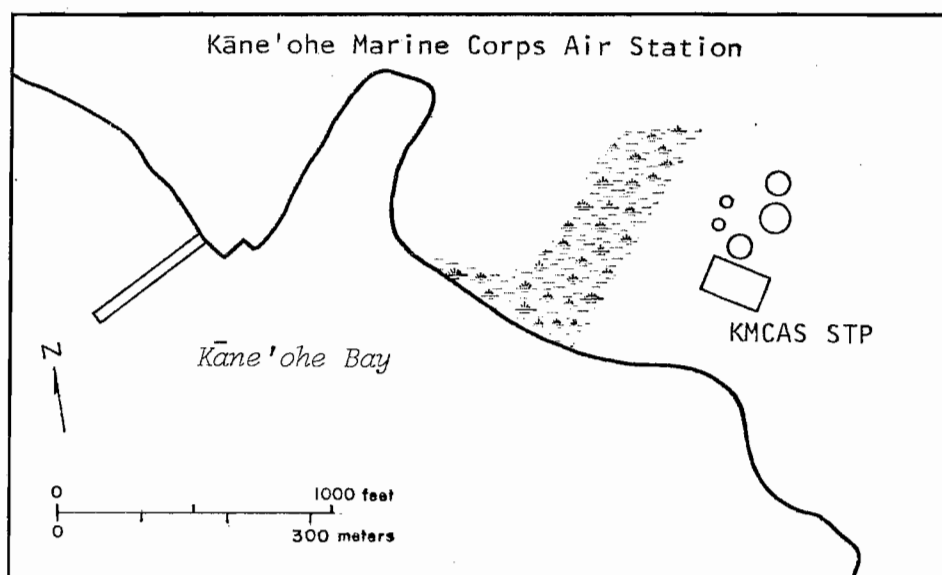 Kāne'ohe Marine Corps Air Station
KMCAS STP
Kāne'ohe Bay
N
0 1000 feet
0 300 meters